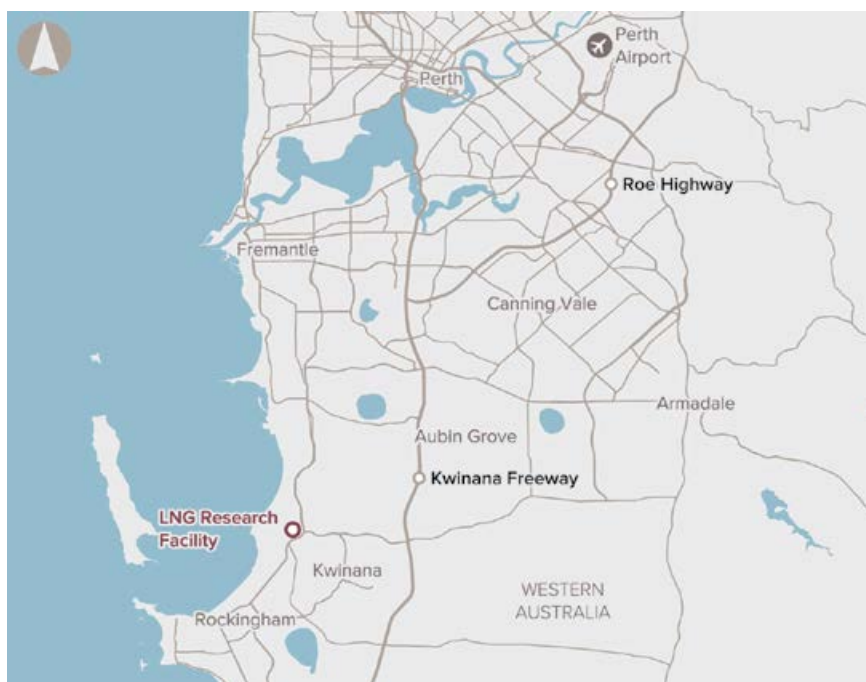 Perth
Airport
Perth
Roe Highway
Fremantle
Canning Vale
Armadale
Aubin Grove
Kwinana Freeway
LNG Research
Facility
Kwinana
WESTERN
AUSTRALIA
Rockingham